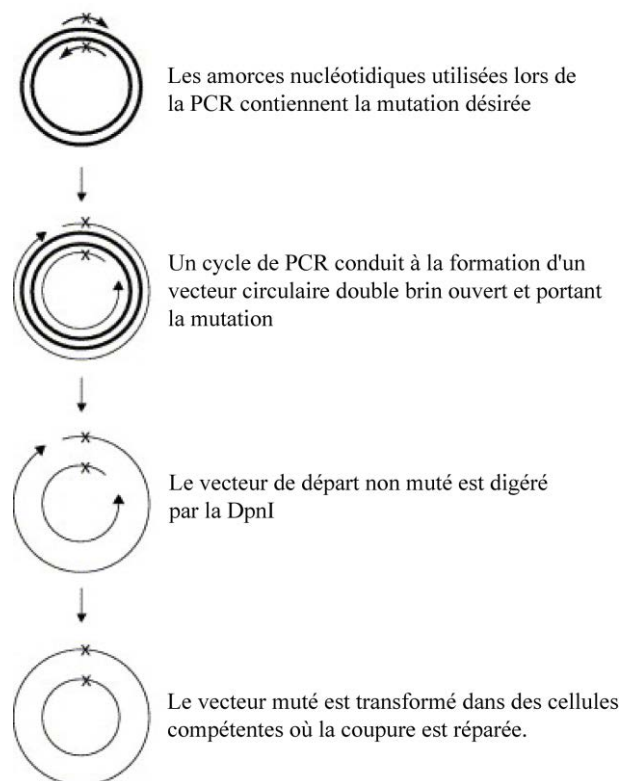 Les amorces nucléotidiques utilisées lors de
la PCR contiennent la mutation désirée
Un cycle de PCR conduit à la formation d'un
vecteur circulaire double brin ouvert et portant
la mutation
Le vecteur de départ non muté est digéré
par la DpnI
Le vecteur muté est transformé dans des cellules
compétentes où la coupure est réparée.